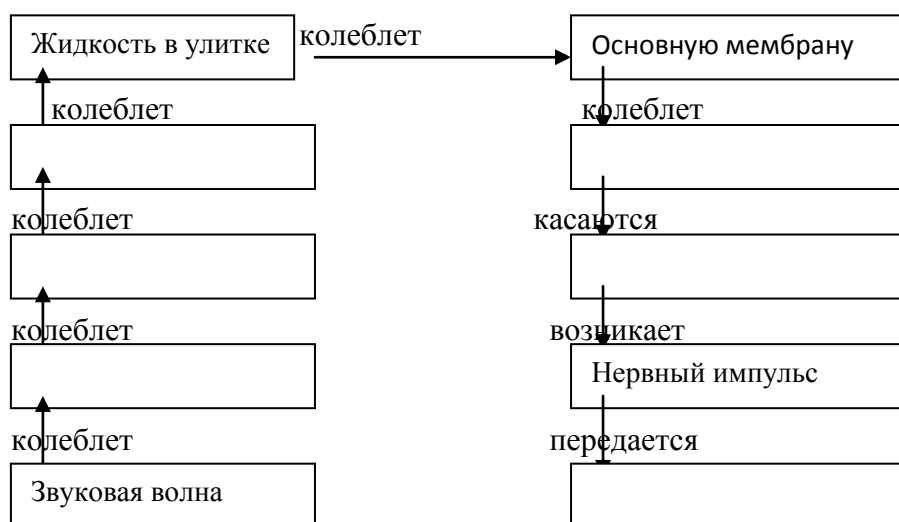 Жидкость в улитке
колеблет
Основную мембрану
колеблет
колеблет
колеблет
касаются
колеблет
возникает
Нервный импульс
колеблет
передается
Звуковая волна